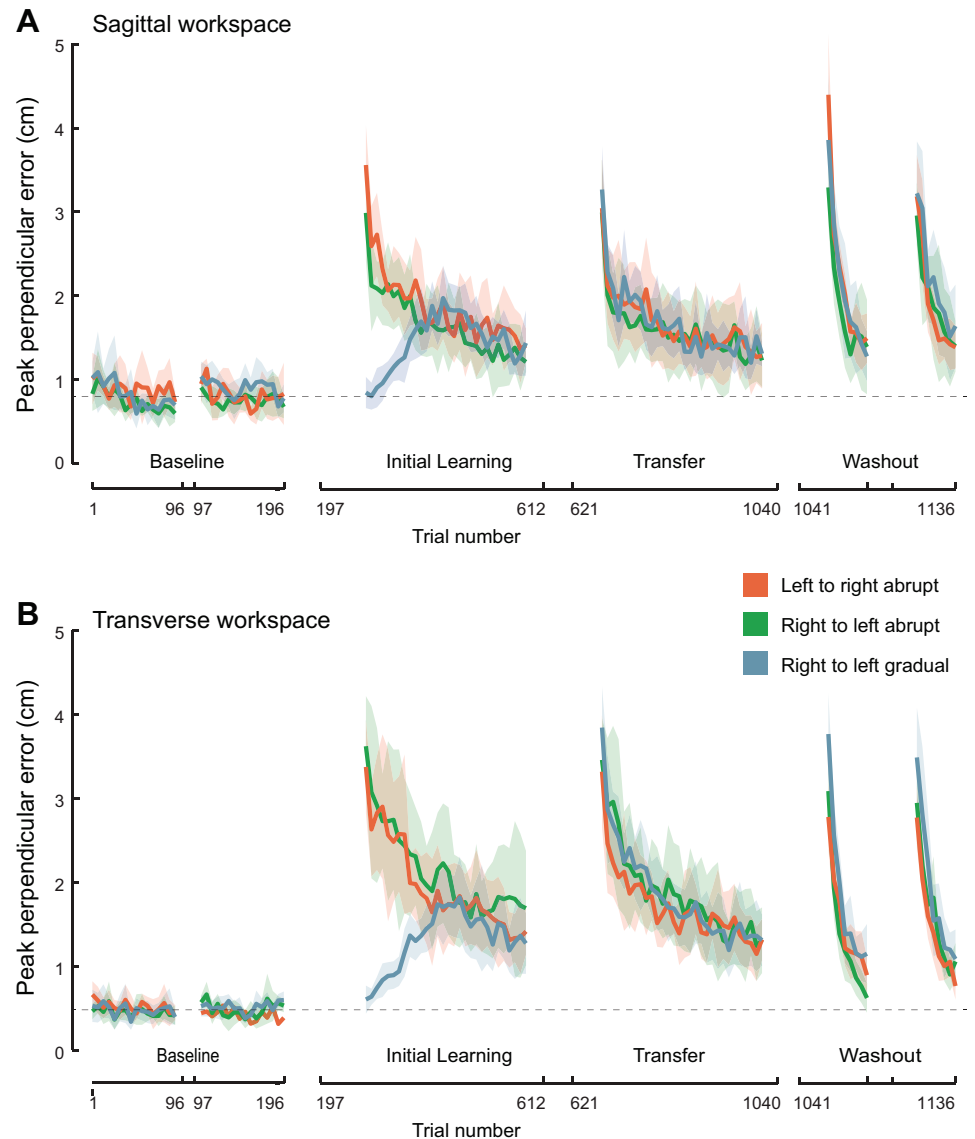 A Sagittal workspace
Peak perpendicular error (cm)
5
4
3
2
1
0
Baseline Initial Learning Transfer Washout
1 96 97 196 197 612 621 1040 1041 1136
Trial number
Left to right abrupt
Right to left abrupt
Right to left gradual
B Transverse workspace
Peak perpendicular error (cm)
5
4
3
2
1
0
Baseline Initial Learning Transfer Washout
1 96 97 196 197 612 621 1040 1041 1136
Trial number